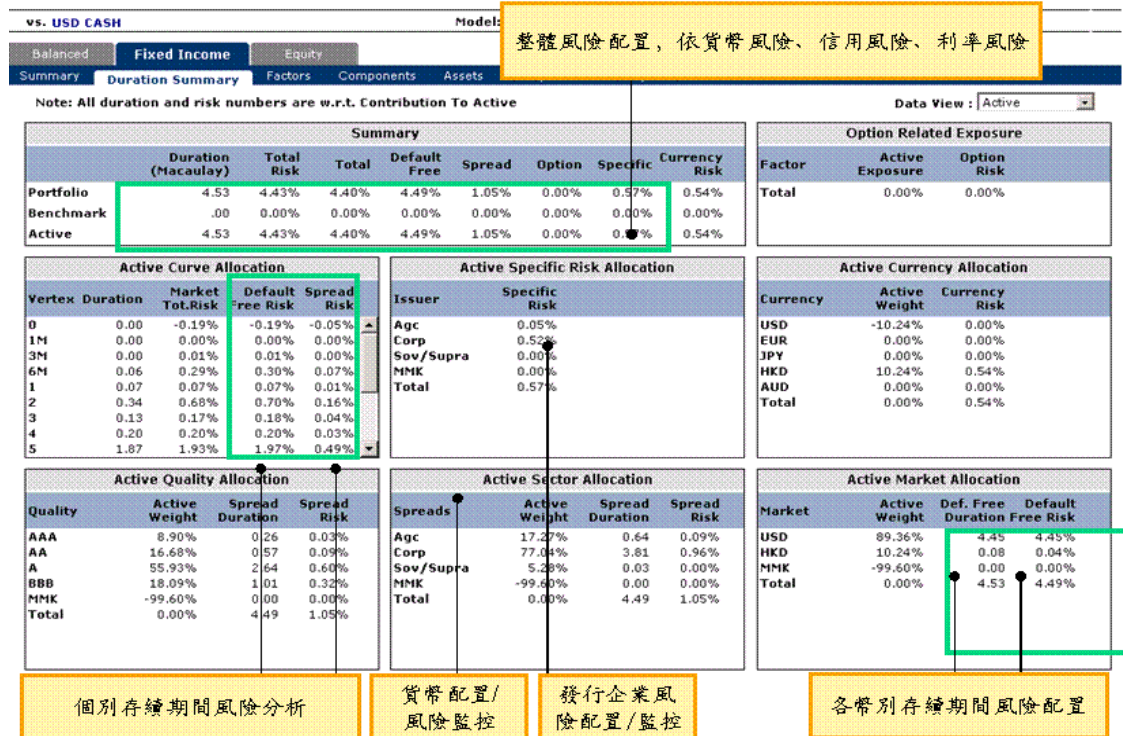 vs. USD CASH Model:
整體風險配置, 依貨幣風險、信用風險、利率風險
Balanced Fixed Income Equity
Summary Duration Summary Factors Components Assets
Note: All duration and risk numbers are w.r.t. Contribution To Active
Data View : Active
Summary
Duration (Macaulay) Total Risk Total Default Free Spread Option Specific Currency Risk
Portfolio 4.53 4.43% 4.40% 4.49% 1.05% 0.00% 0.57% 0.54%
Benchmark .00 0.00% 0.00% 0.00% 0.00% 0.00% 0.00% 0.00%
Active 4.53 4.43% 4.40% 4.49% 1.05% 0.00% 0.57% 0.54%
Option Related Exposure
Factor Active Exposure Option Risk
Total 0.00% 0.00%
Active Curve Allocation
Vertex Duration Market Tot.Risk Default Free Risk Spread Risk
0 0.00 -0.19% -0.19% -0.05%
1M 0.00 0.00% 0.00% 0.00%
3M 0.00 0.01% 0.01% 0.00%
6M 0.06 0.29% 0.30% 0.07%
1 0.07 0.07% 0.07% 0.01%
2 0.34 0.68% 0.70% 0.16%
3 0.13 0.17% 0.18% 0.04%
4 0.20 0.20% 0.20% 0.03%
5 1.87 1.93% 1.97% 0.49%
Active Specific Risk Allocation
Issuer Specific Risk
Agc 0.05%
Corp 0.52%
Sov/Supra 0.00%
MMK 0.00%
Total 0.57%
Active Currency Allocation
Currency Active Weight Currency Risk
USD -10.24% 0.00%
EUR 0.00% 0.00%
JPY 0.00% 0.00%
HKD 10.24% 0.54%
AUD 0.00% 0.00%
Total 0.00% 0.54%
Active Quality Allocation
Quality Active Weight Spread Duration Spread Risk
AAA 8.90% 0.26 0.03%
AA 16.68% 0.57 0.09%
A 55.93% 2.64 0.60%
BBB 18.09% 1.01 0.32%
MMK -99.60% 0.00 0.00%
Total 0.00% 4.49 1.05%
Active Sector Allocation
Spreads Active Weight Spread Duration Spread Risk
Agc 17.27% 0.64 0.09%
Corp 77.04% 3.81 0.96%
Sov/Supra 5.28% 0.03 0.00%
MMK -99.60% 0.00 0.00%
Total 0.00% 4.49 1.05%
Active Market Allocation
Market Active Weight Def. Free Duration Default Free Risk
USD 89.36% 4.45 4.45%
HKD 10.24% 0.08 0.04%
MMK -99.60% 0.00 0.00%
Total 0.00% 4.53 4.49%
個別存續期間風險分析
貨幣配置/
風險監控
發行企業風
險配置/監控
各幣別存續期間風險配置